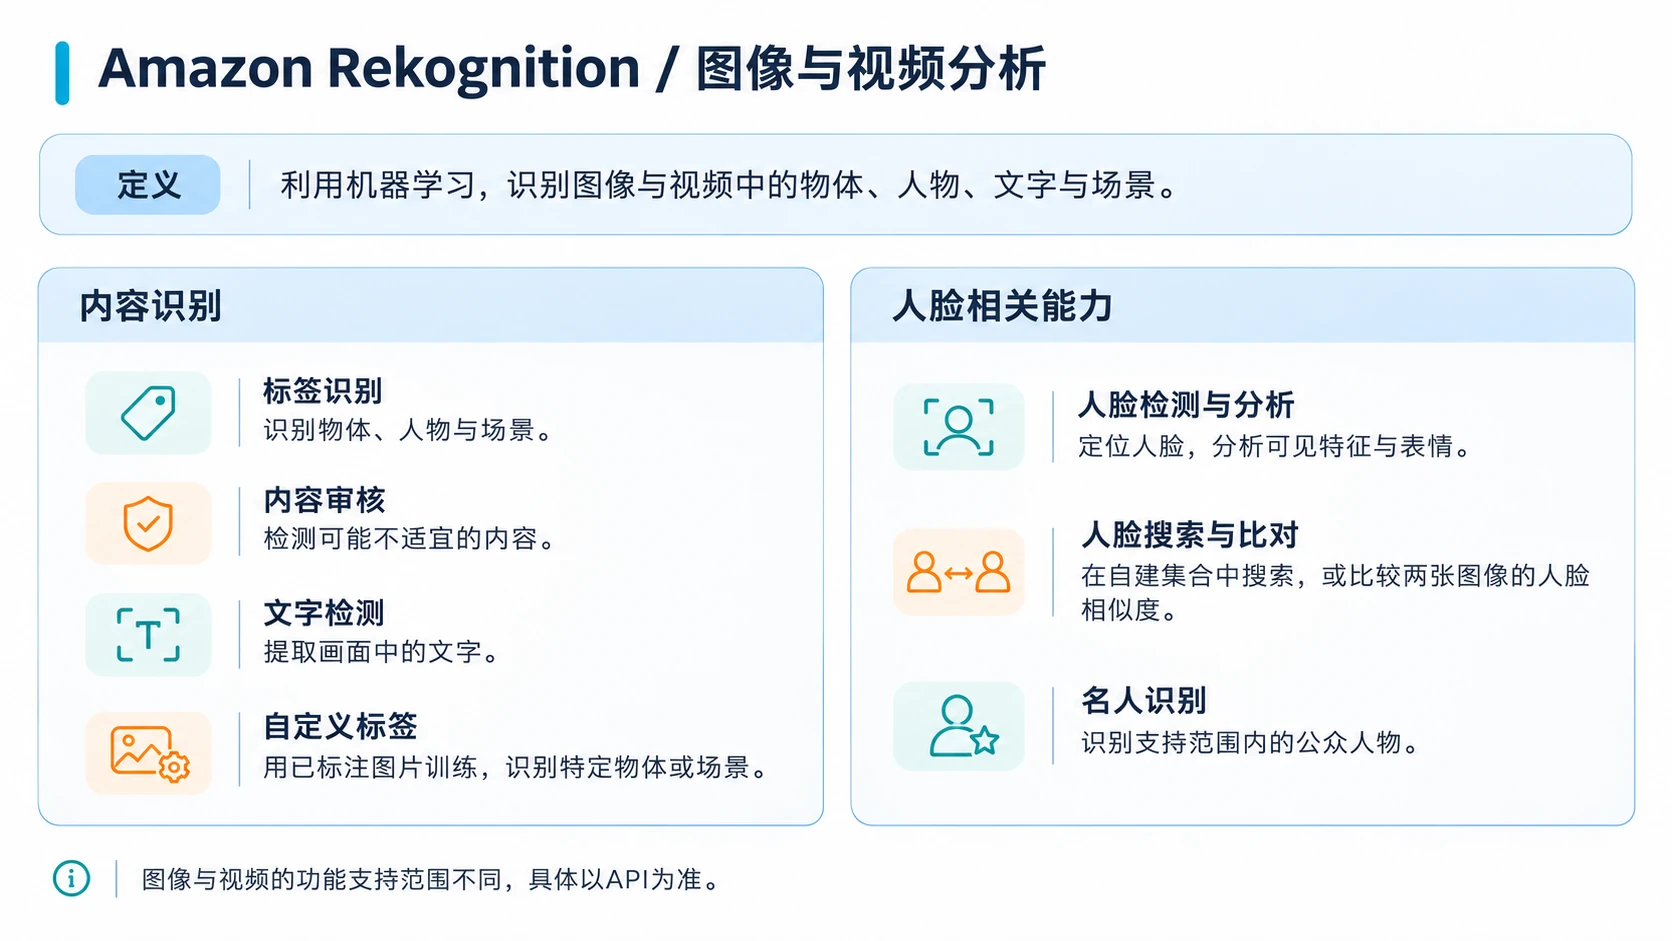 Amazon Rekognition / 图像与视频分析
定义
利用机器学习，识别图像与视频中的物体、人物、文字与场景。
内容识别
标签识别
识别物体、人物与场景。
内容审核
检测可能不适宜的内容。
T
文字检测
提取画面中的文字。
自定义标签
用已标注图片训练，识别特定物体或场景。
人脸相关能力
人脸检测与分析
定位人脸，分析可见特征与表情。
人脸搜索与比对
在自建集合中搜索，或比较两张图像的人脸
相似度。
名人识别
识别支持范围内的公众人物。
图像与视频的功能支持范围不同，具体以API为准。